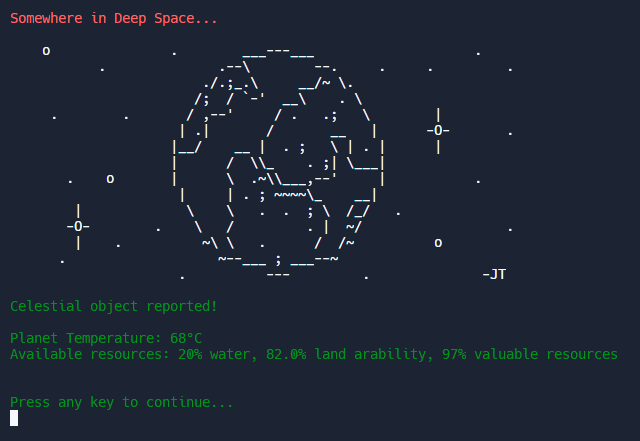 Somewhere in Deep Space...
-JT
Celestial object reported!
Planet Temperature: 68°C
Available resources: 20% water, 82.0% land arability, 97% valuable resources
Press any key to continue...